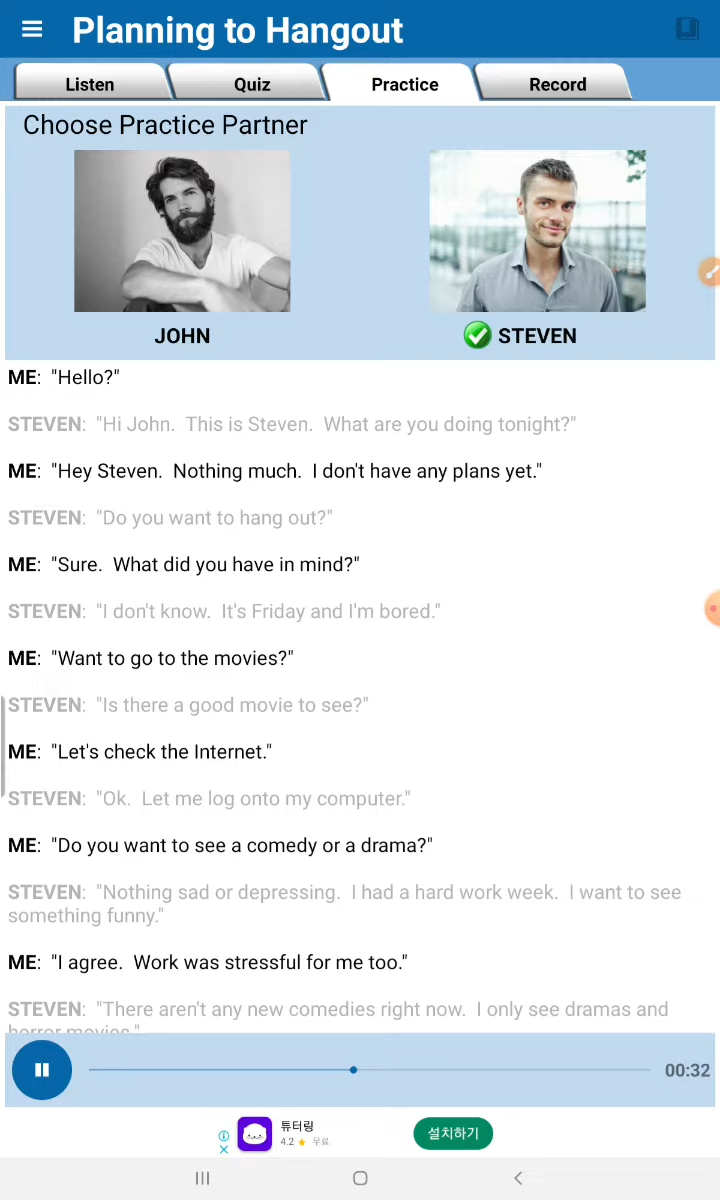 Planning to Hangout
Listen
Quiz
Practice
Record
Choose Practice Partner
JOHN
STEVEN
ME: "Hello?"
STEVEN: "Hi John. This is Steven. What are you doing tonight?"
ME: "Hey Steven. Nothing much. I don't have any plans yet."
STEVEN: "Do you want to hang out?"
ME: "Sure. What did you have in mind?"
STEVEN: "I don't know. It's Friday and I'm bored."
ME: "Want to go to the movies?"
STEVEN: "Is there a good movie to see?"
ME: "Let's check the Internet."
STEVEN: "Ok. Let me log onto my computer."
ME: "Do you want to see a comedy or a drama?"
STEVEN: "Nothing sad or depressing. I had a hard work week. I want to see
something funny."
ME: "I agree. Work was stressful for me too."
STEVEN: "There aren't any new comedies right now. I only see dramas and
horror movies."
00:32
튜터링
4.2 ★ 무료
설치하기